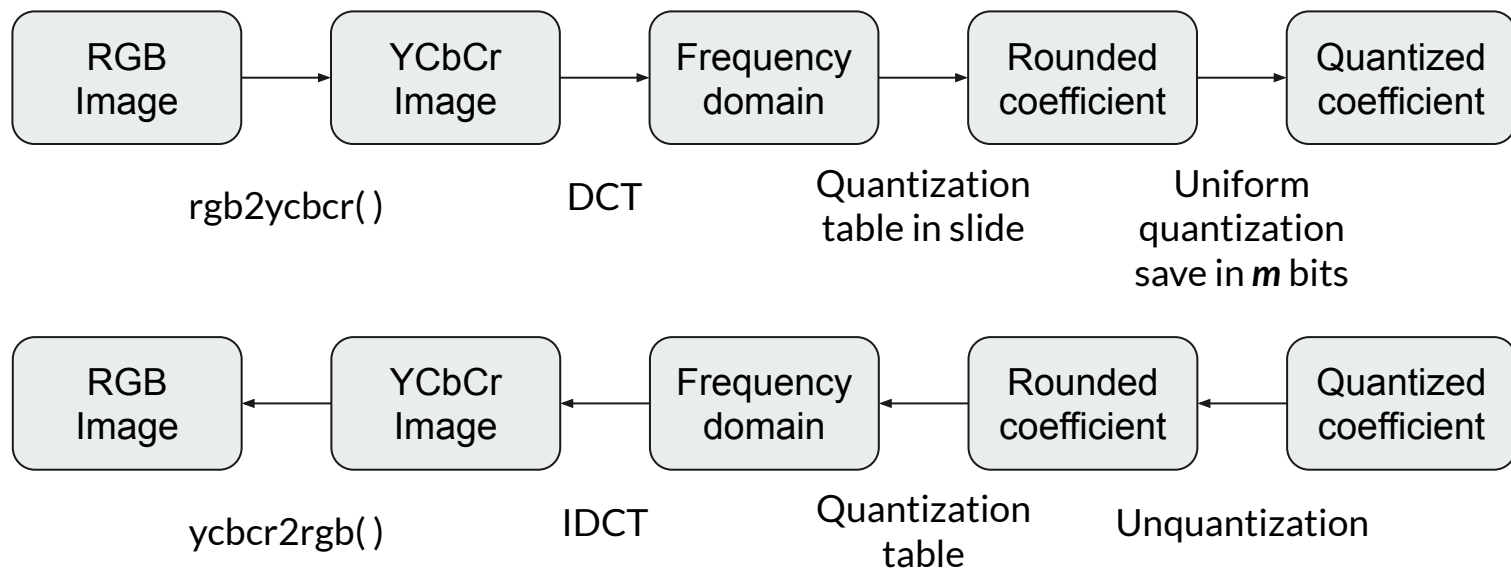 RGB
Image
YCbCr
Image
Frequency
domain
Rounded
coefficient
Quantized
coefficient
rgb2ycbcr( )
DCT
Quantization
table in slide
Uniform
quantization
save in m bits
RGB
Image
YCbCr
Image
Frequency
domain
Rounded
coefficient
Quantized
coefficient
ycbcr2rgb( )
IDCT
Quantization
table
Unquantization